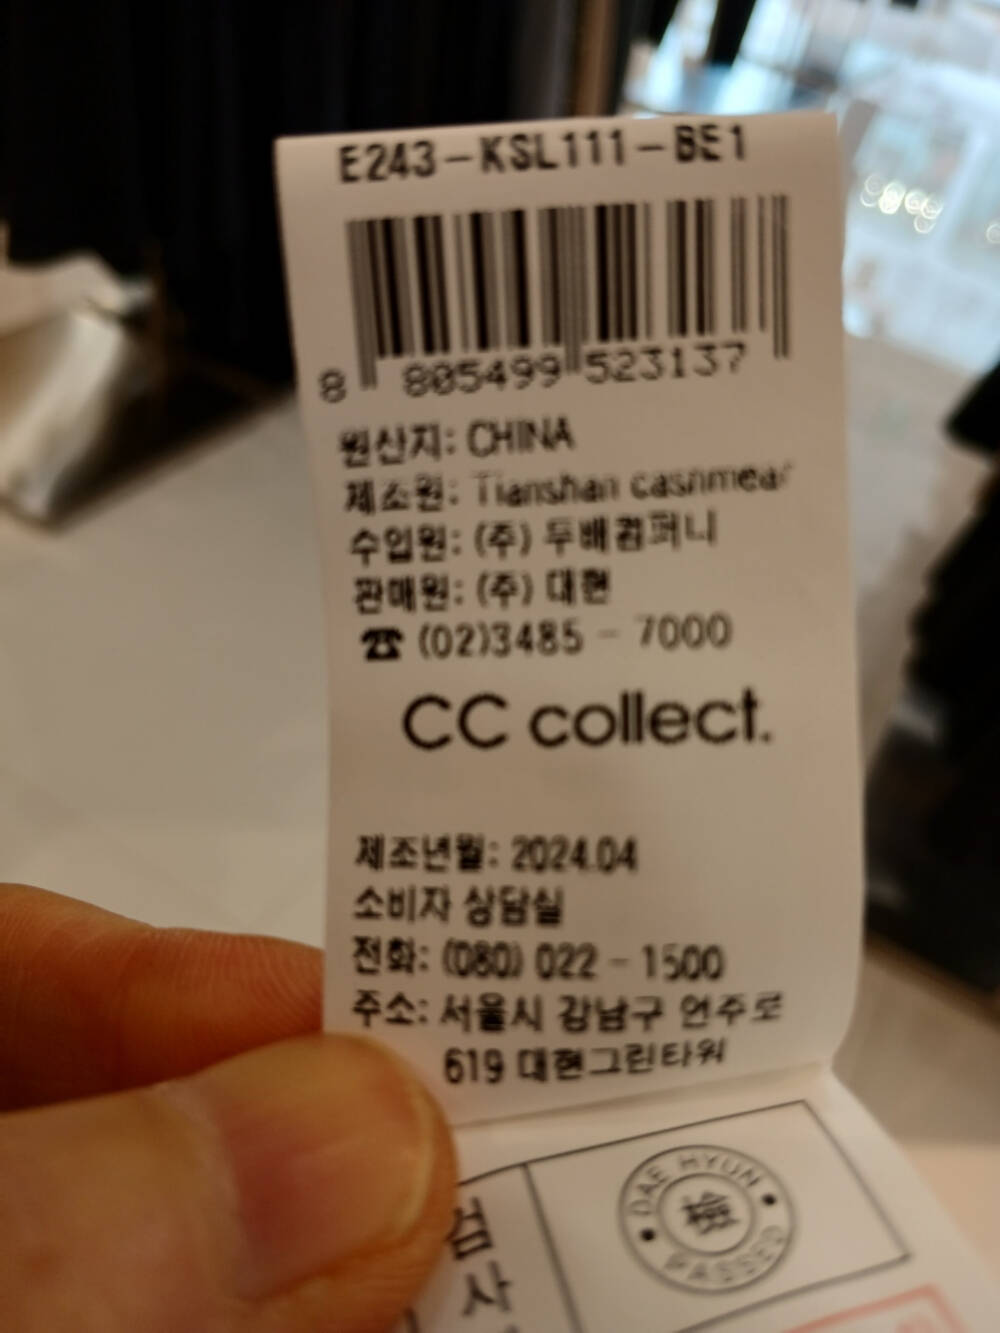 E243-KSL111-BE1
8 805499 523137
원산지: CHINA
제조원: Tianshan cashmear
수입원: (주) 두배컴퍼니
판매원: (주) 대현
☎ (02)3485 - 7000
CC collect.
제조년월: 2024.04
소비자 상담실
전화: (080) 022 - 1500
주소: 서울시 강남구 언주로
619 대현그린타워
검사
DAE HYUN
檢
PASSED